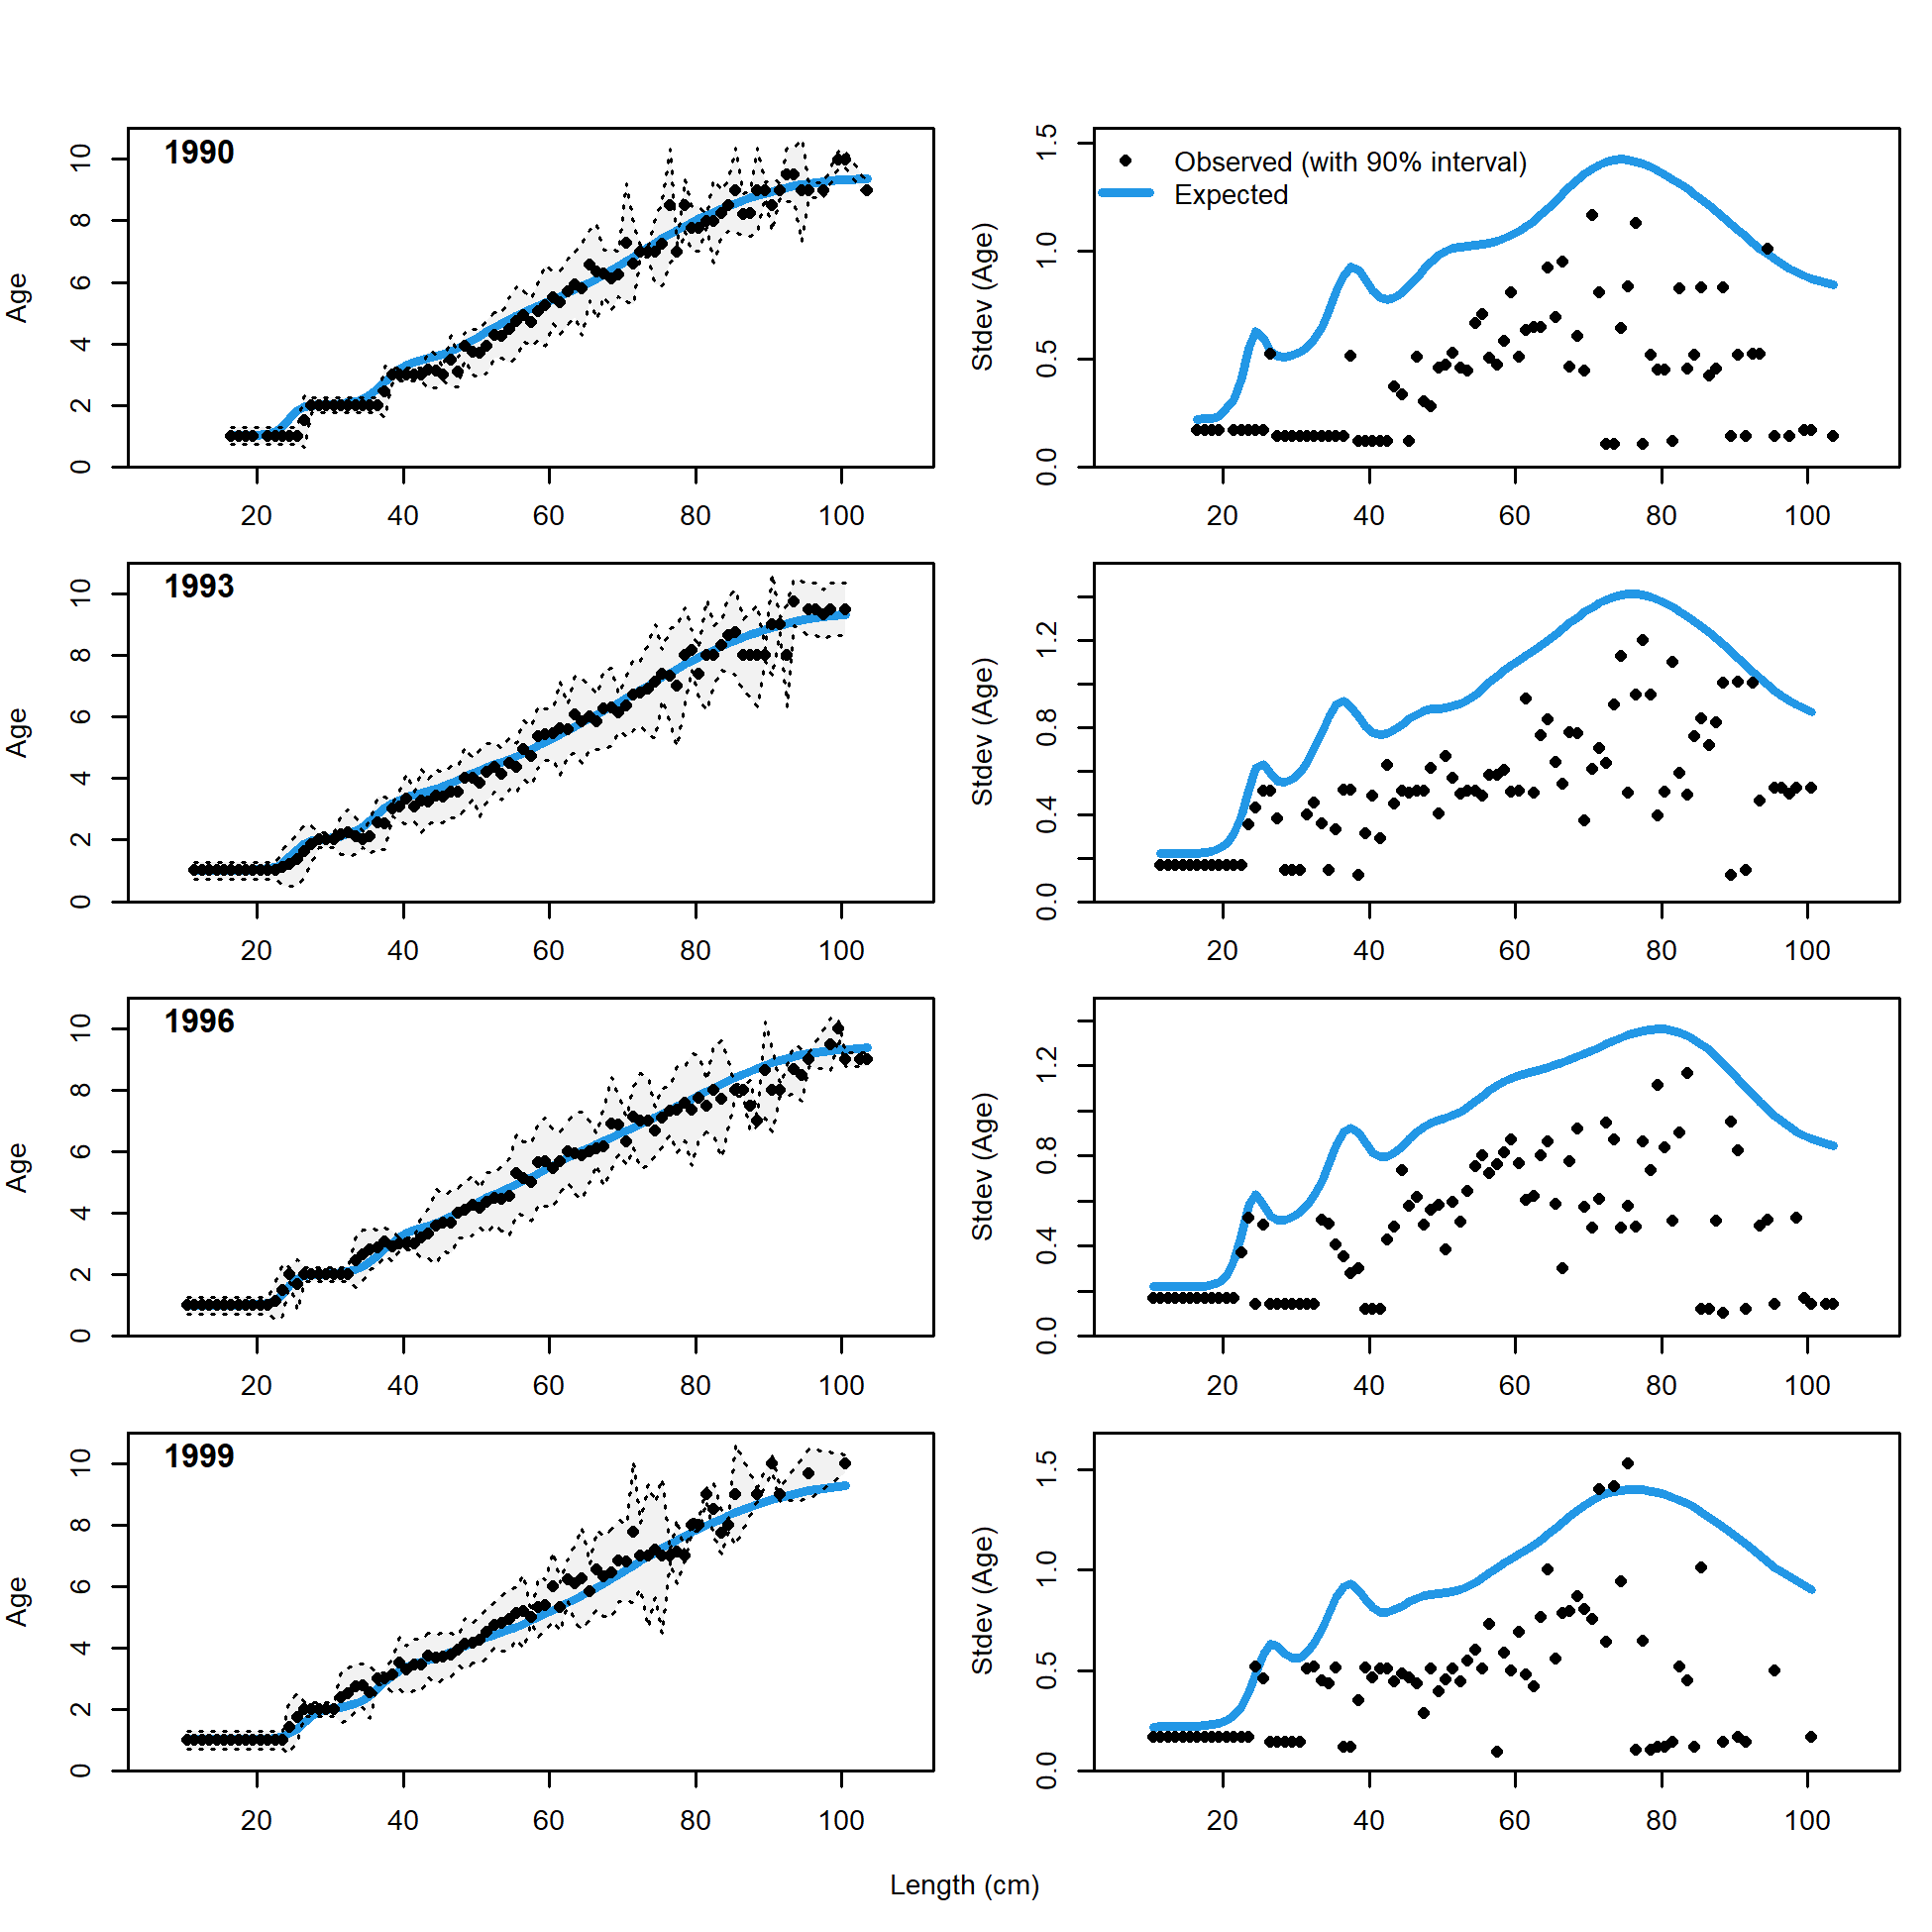 1990
Age
0 2 4 6 8 10
20 40 60 80 100
Stdev (Age)
0.0 0.5 1.0 1.5
Observed (with 90% interval)
Expected
20 40 60 80 100
1993
Age
0 2 4 6 8 10
20 40 60 80 100
Stdev (Age)
0.0 0.4 0.8 1.2
20 40 60 80 100
1996
Age
0 2 4 6 8 10
20 40 60 80 100
Stdev (Age)
0.0 0.4 0.8 1.2
20 40 60 80 100
1999
Age
0 2 4 6 8 10
20 40 60 80 100
Stdev (Age)
0.0 0.5 1.0 1.5
20 40 60 80 100
Length (cm)